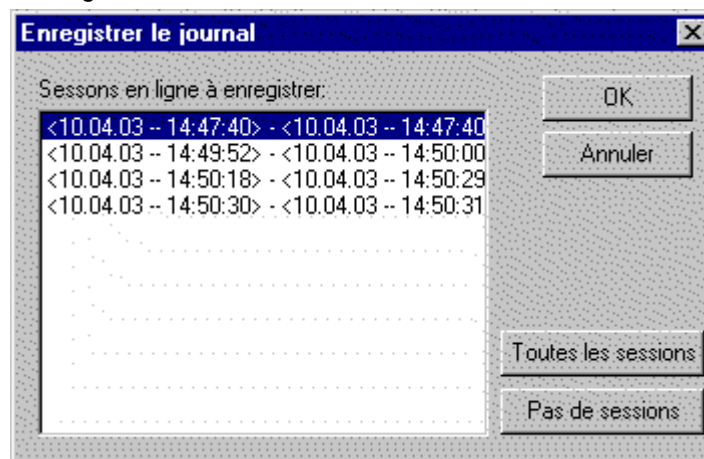 Enregistrer le journal
Sessons en ligne à enregistrer:
OK
<10.04.03 -- 14:47:40> - <10.04.03 -- 14:47:40
<10.04.03 -- 14:49:52> - <10.04.03 -- 14:50:00
Annuler
<10.04.03 -- 14:50:18> - <10.04.03 -- 14:50:29
<10.04.03 -- 14:50:30> - <10.04.03 -- 14:50:31
Toutes les sessions
Pas de sessions